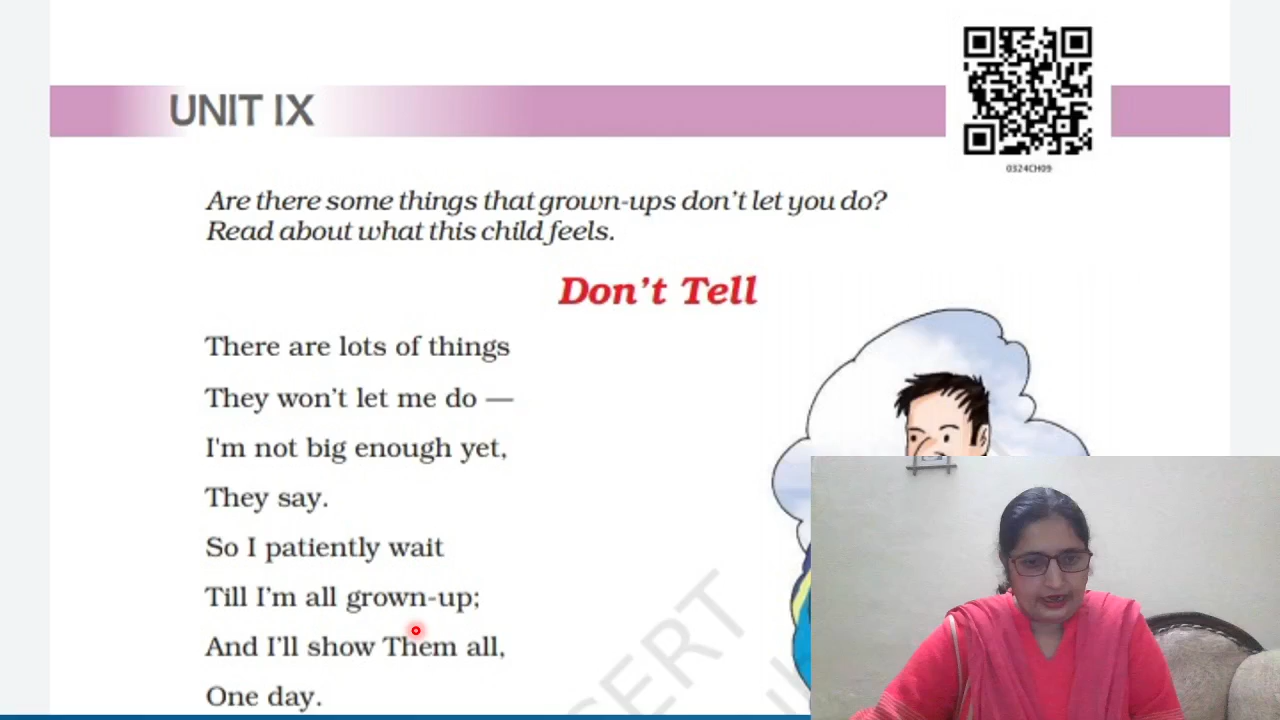 UNIT IX
0324CH09
Are there some things that grown-ups don't let you do?
Read about what this child feels.
Don't Tell
There are lots of things
They won't let me do —
I'm not big enough yet,
They say.
So I patiently wait
Till I'm all grown-up;
And I'll show Them all,
One day.